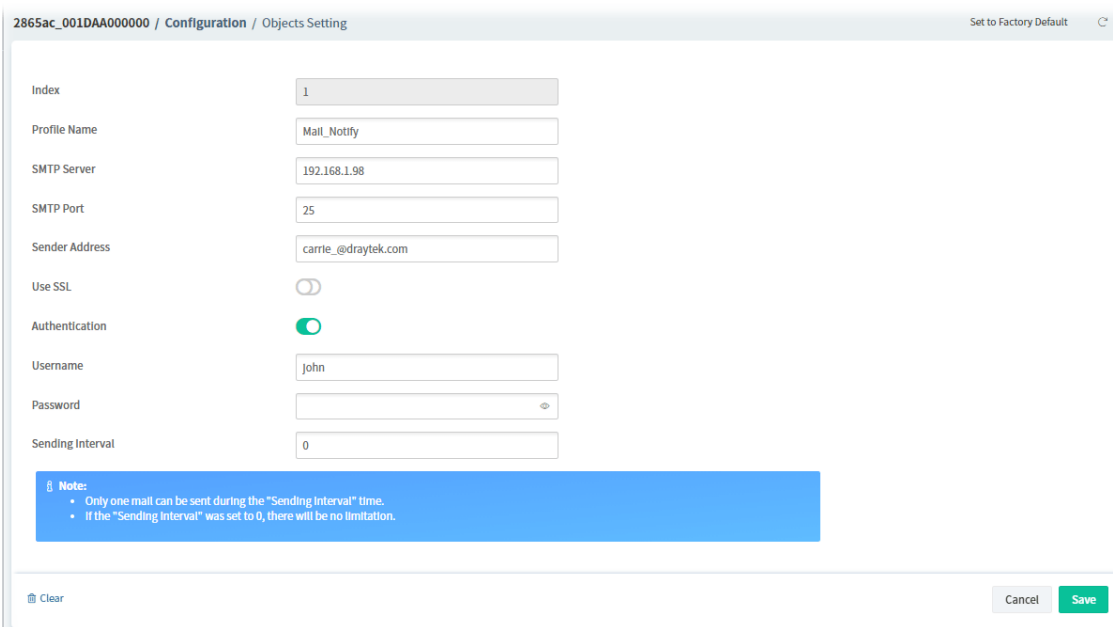 2865ac_001DAA000000 / Configuration / Objects Setting Set to Factory Default
Index 1
Profile Name Mail_Notify
SMTP Server 192.168.1.98
SMTP Port 25
Sender Address carrie_@draytek.com
Use SSL
Authentication
Username John
Password
Sending Interval 0
Note:
• Only one mail can be sent during the "Sending Interval" time.
• If the "Sending Interval" was set to 0, there will be no limitation.
Clear Cancel Save